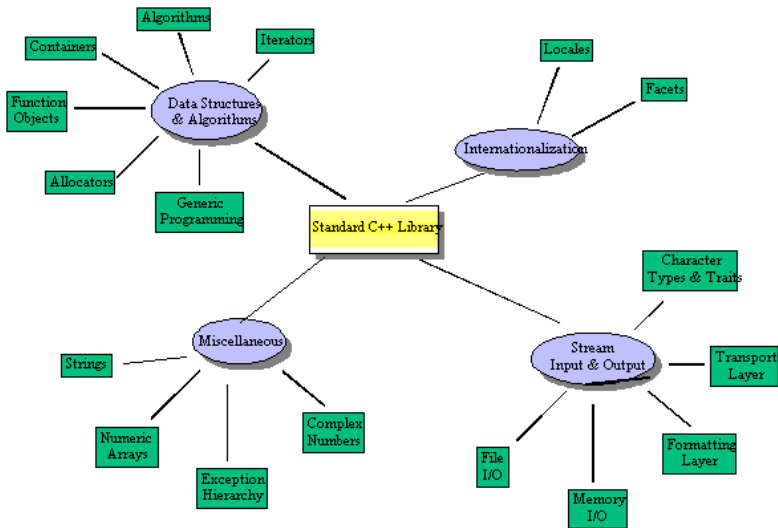 Algorithms
Containers
Iterators
Function
Objects
Data Structures
& Algorithms
Allocators
Generic
Programming
Locales
Facets
Internationalization
Standard C++ Library
Character
Types & Traits
Miscellaneous
Strings
Numeric
Arrays
Exception
Hierarchy
Complex
Numbers
Stream
Input & Output
Transport
Layer
Formatting
Layer
File
I/O
Memory
I/O